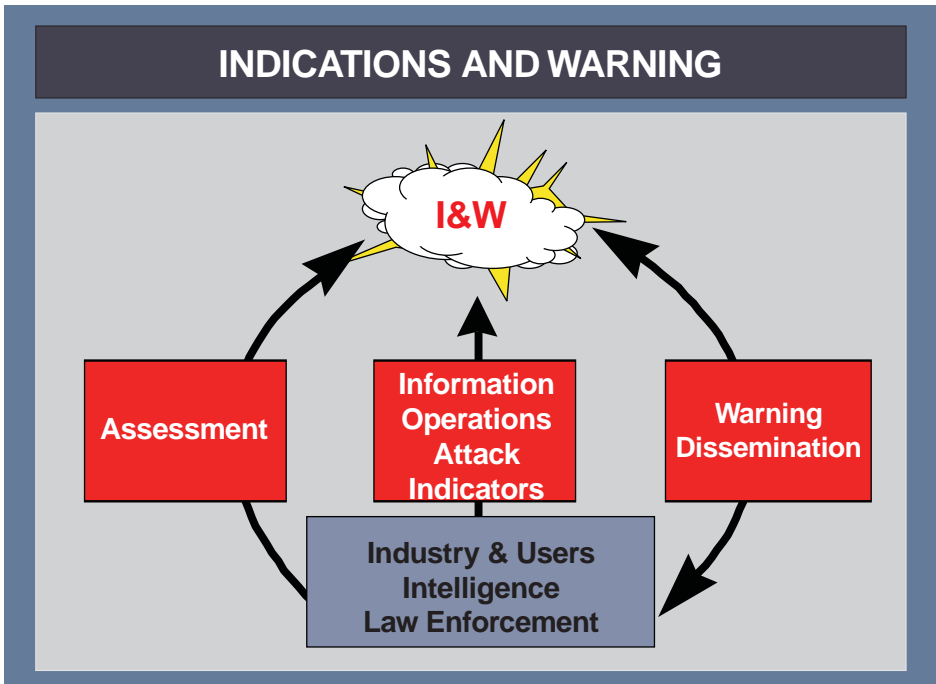 INDICATIONS AND WARNING
I&W
Assessment
Information
Operations
Attack
Indicators
Warning
Dissemination
Industry & Users
Intelligence
Law Enforcement